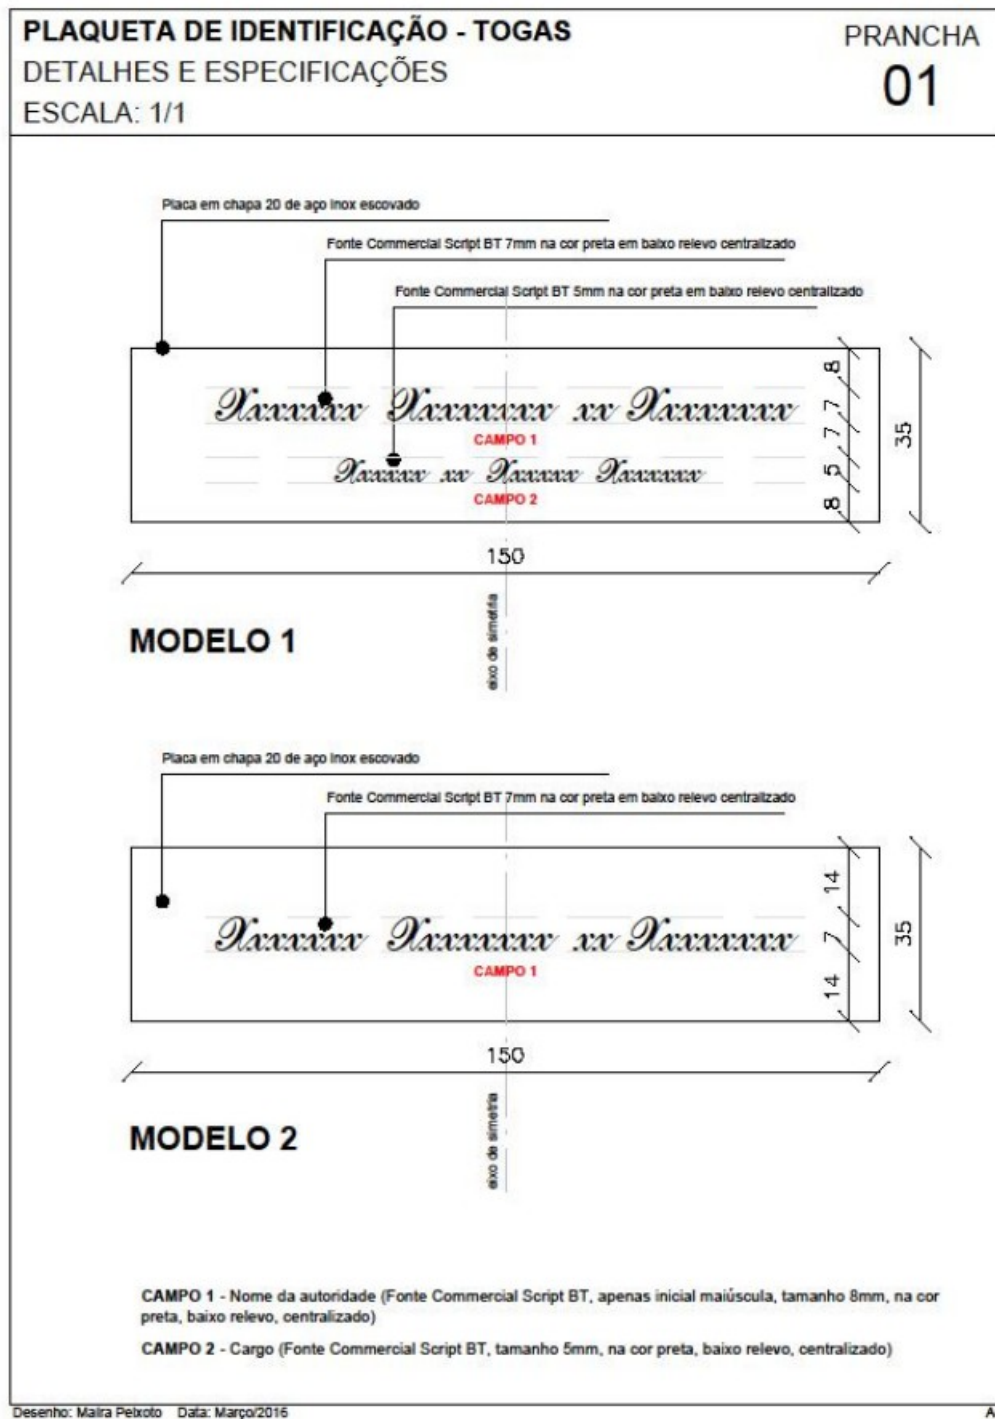 PLAQUETA DE IDENTIFICAÇÃO - TOGAS
DETALHES E ESPECIFICAÇÕES
ESCALA: 1/1
PRANCHA
01
Placa em chapa 20 de aço inox escovado
Fonte Commercial Script BT 7mm na cor preta em baixo relevo centralizado
Fonte Commercial Script BT 5mm na cor preta em baixo relevo centralizado
Xxxxxxx Xxxxxxxx xx Xxxxxxxx
CAMPO 1
Xxxxxx xx Xxxxxx Xxxxxxx
CAMPO 2
8
7
7
5
8
35
150
eixo de simetria
MODELO 1
Placa em chapa 20 de aço inox escovado
Fonte Commercial Script BT 7mm na cor preta em baixo relevo centralizado
Xxxxxxx Xxxxxxxx xx Xxxxxxxx
CAMPO 1
14
7
14
35
150
eixo de simetria
MODELO 2
CAMPO 1 - Nome da autoridade (Fonte Commercial Script BT, apenas inicial maiúscula, tamanho 8mm, na cor
preta, baixo relevo, centralizado)
CAMPO 2 - Cargo (Fonte Commercial Script BT, tamanho 5mm, na cor preta, baixo relevo, centralizado)
Desenho: Maíra Peixoto Data: Março/2016
A